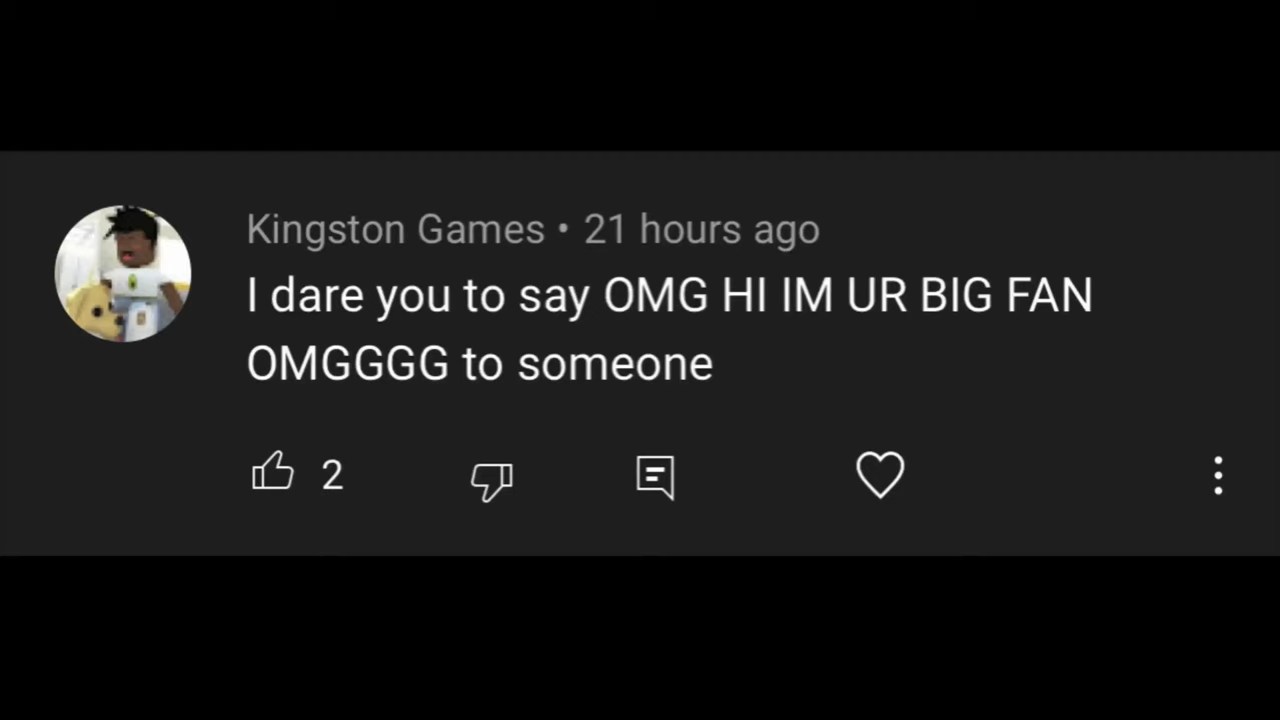 Kingston Games • 21 hours ago
I dare you to say OMG HI IM UR BIG FAN
OMGGGG to someone
2